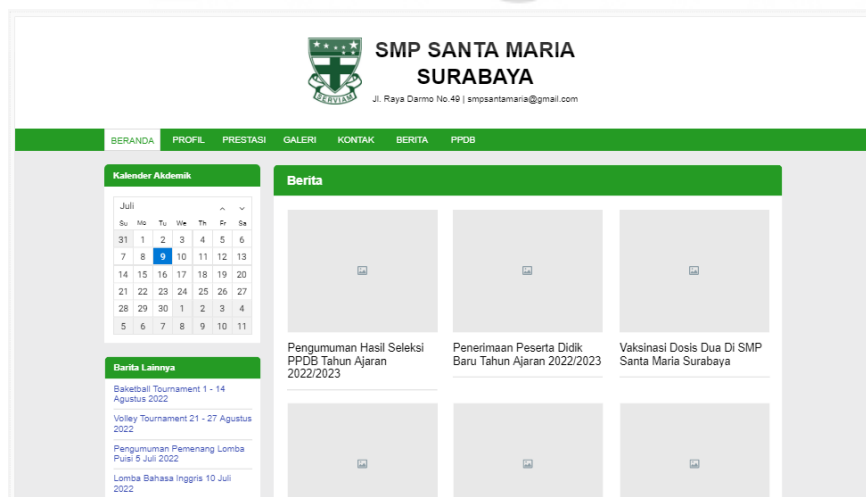 SMP SANTA MARIA
SURABAYA
Jl. Raya Darmo No.49 | smpsantamaria@gmail.com
SERVIAM
BERANDA PROFIL PRESTASI GALERI KONTAK BERITA PPDB
Kalender Akdemik
Juli
Su Mo Tu We Th Fr Sa
31 1 2 3 4 5 6
7 8 9 10 11 12 13
14 15 16 17 18 19 20
21 22 23 24 25 26 27
28 29 30 1 2 3 4
5 6 7 8 9 10 11
Barita Lainnya
Baketball Tournament 1 - 14
Agustus 2022
Volley Tournament 21 - 27 Agustus
2022
Pengumuman Pemenang Lomba
Puisi 5 Juli 2022
Lomba Bahasa Inggris 10 Juli
2022
Berita
Pengumuman Hasil Seleksi
PPDB Tahun Ajaran
2022/2023
Penerimaan Peserta Didik
Baru Tahun Ajaran 2022/2023
Vaksinasi Dosis Dua Di SMP
Santa Maria Surabaya